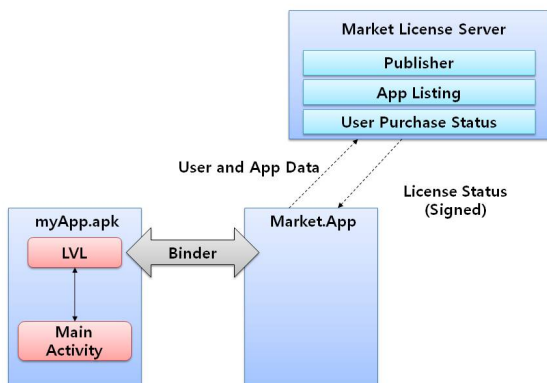 Market License Server
Publisher
App Listing
User Purchase Status
User and App Data
License Status
(Signed)
myApp.apk
LVL
Binder
Market.App
Main
Activity